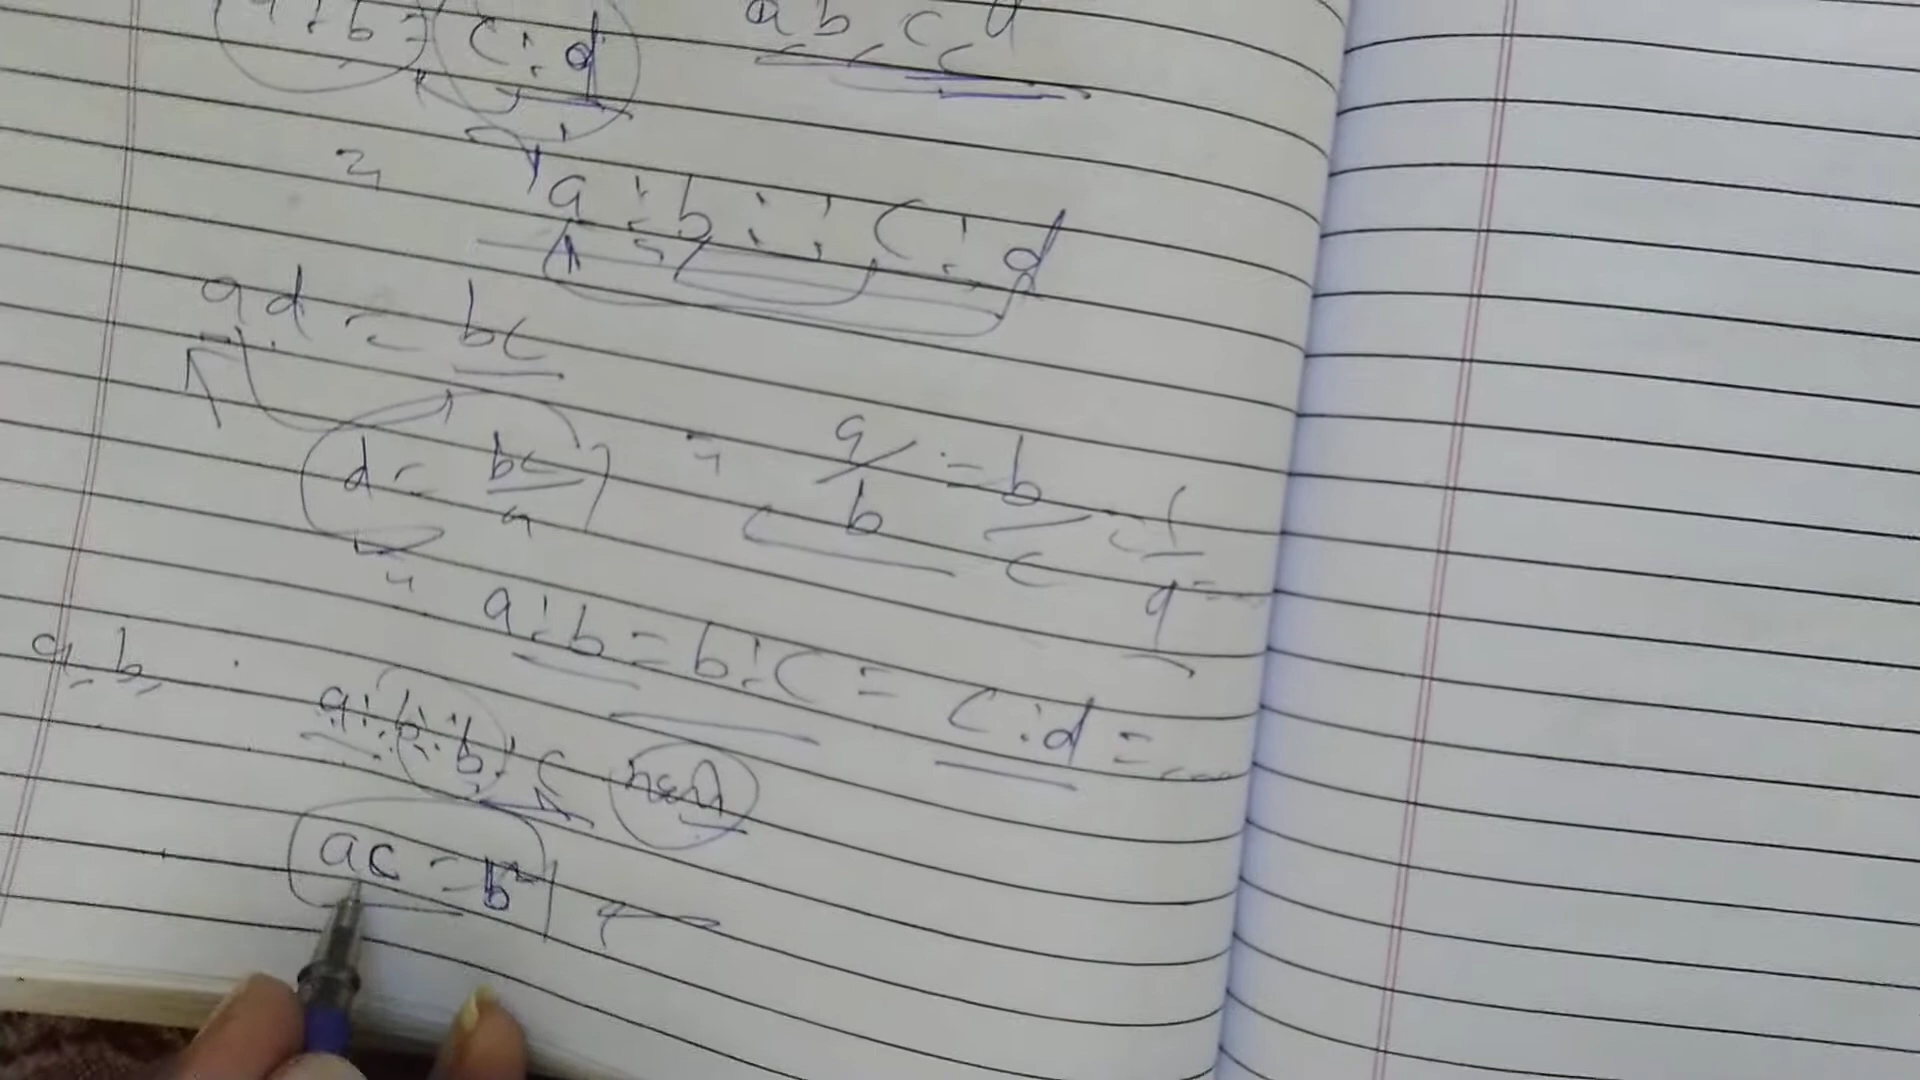 a : b = c : d
a b c d
a : b :: c : d
ad = bc
d = bc/a
a/b = b/c = c/d =
a : b = b : c = c : d = ....
a, b,
a : b :: b : c
ac = b²